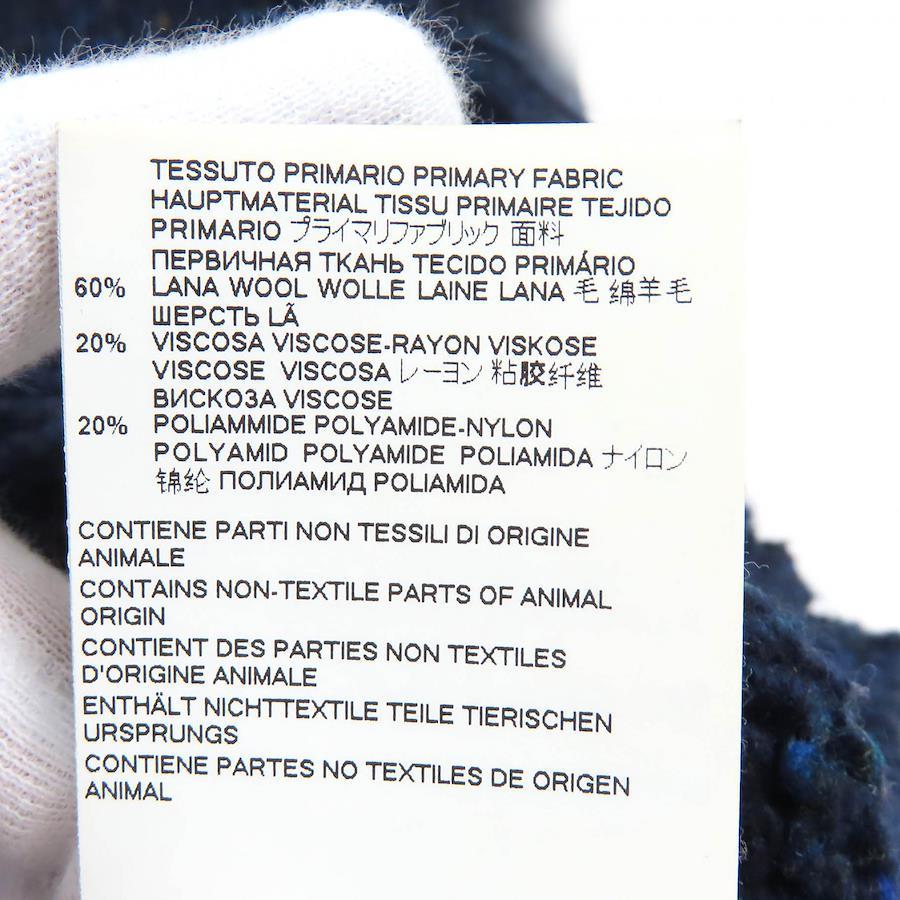 TESSUTO PRIMARIO PRIMARY FABRIC
HAUPTMATERIAL TISSU PRIMAIRE TEJIDO
PRIMARIO プライマリファブリック 面料
ПЕРВИЧНАЯ ТКАНЬ TECIDO PRIMÁRIO
60% LANA WOOL WOLLE LAINE LANA 毛 绵羊毛
ШЕРСТЬ LÃ
20% VISCOSA VISCOSE-RAYON VISKOSE
VISCOSE VISCOSA レーヨン 粘胶纤维
ВИСКОЗА VISCOSE
20% POLIAMMIDE POLYAMIDE-NYLON
POLYAMID POLYAMIDE POLIAMIDA ナイロン
锦纶 ПОЛИАМИД POLIAMIDA
CONTIENE PARTI NON TESSILI DI ORIGINE
ANIMALE
CONTAINS NON-TEXTILE PARTS OF ANIMAL
ORIGIN
CONTIENT DES PARTIES NON TEXTILES
D'ORIGINE ANIMALE
ENTHÄLT NICHTTEXTILE TEILE TIERISCHEN
URSPRUNGS
CONTIENE PARTES NO TEXTILES DE ORIGEN
ANIMAL